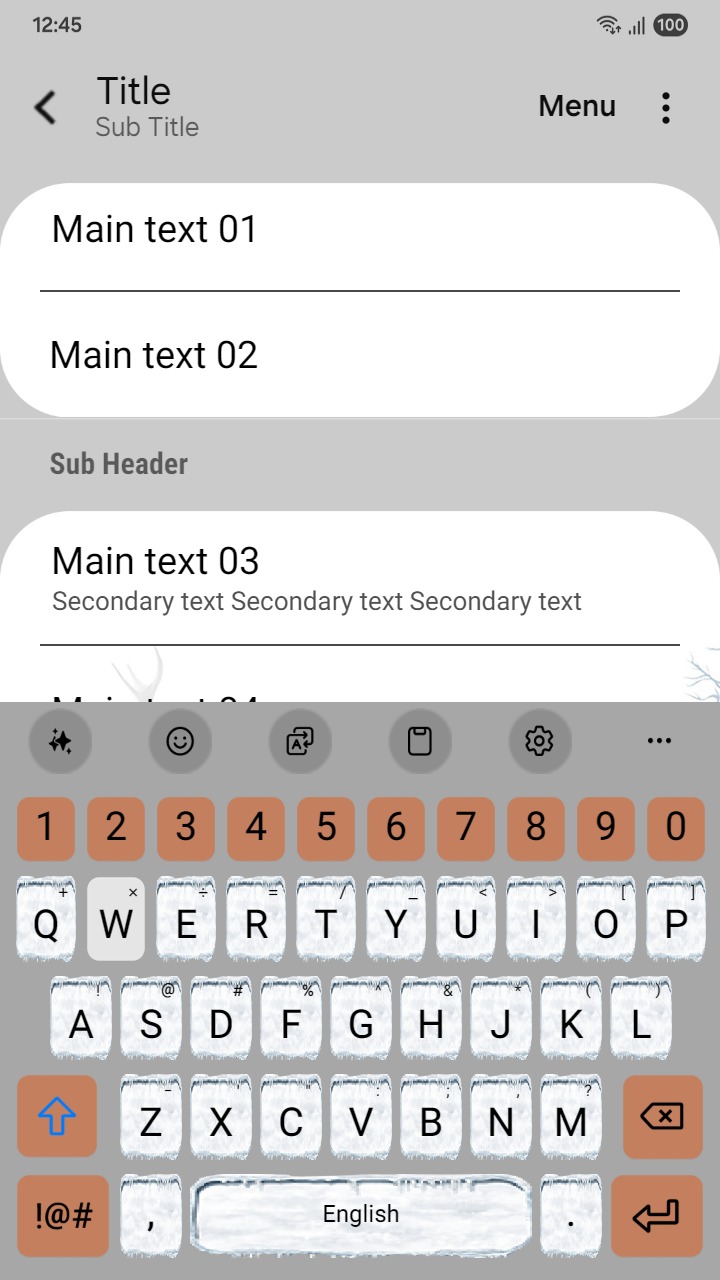 12:45
100
Title
Sub Title
Menu
Main text 01
Main text 02
Sub Header
Main text 03
Secondary text Secondary text Secondary text
1 2 3 4 5 6 7 8 9 0
+ × ÷ = / _ < > [ ]
Q W E R T Y U I O P
! @ # % ^ & * ( )
A S D F G H J K L
- ' " : ; , ?
Z X C V B N M
!@# , English .